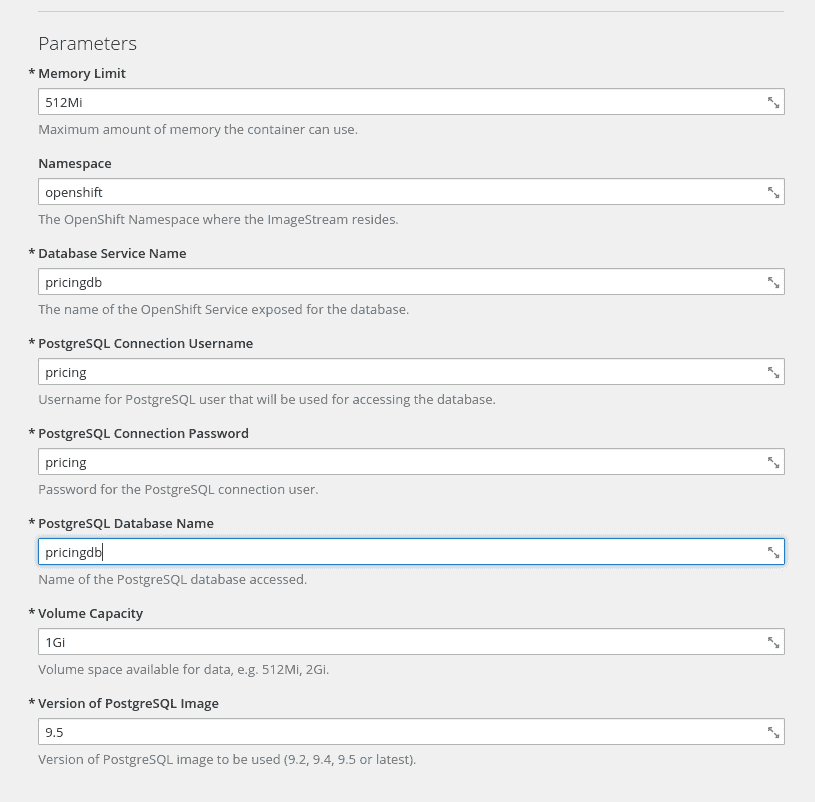 Parameters
* Memory Limit
512Mi
Maximum amount of memory the container can use.
Namespace
openshift
The OpenShift Namespace where the ImageStream resides.
* Database Service Name
pricingdb
The name of the OpenShift Service exposed for the database.
* PostgreSQL Connection Username
pricing
Username for PostgreSQL user that will be used for accessing the database.
* PostgreSQL Connection Password
pricing
Password for the PostgreSQL connection user.
* PostgreSQL Database Name
pricingdb
Name of the PostgreSQL database accessed.
* Volume Capacity
1Gi
Volume space available for data, e.g. 512Mi, 2Gi.
* Version of PostgreSQL Image
9.5
Version of PostgreSQL image to be used (9.2, 9.4, 9.5 or latest).